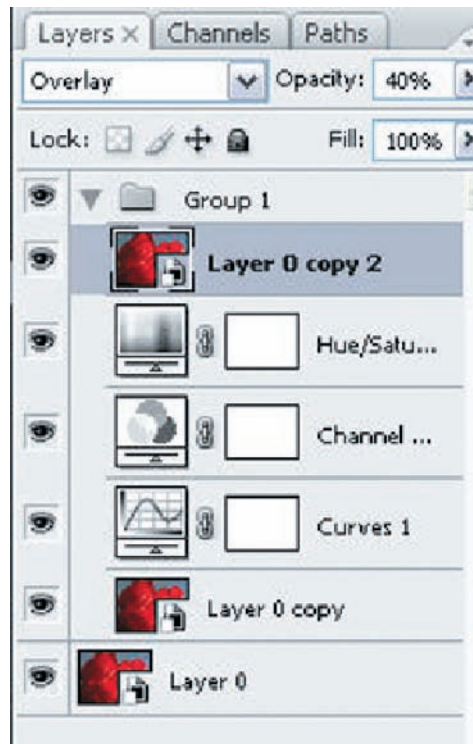 Layers × Channels Paths
Overlay Opacity: 40%
Lock: Fill: 100%
Group 1
Layer 0 copy 2
Hue/Satu...
Channel ...
Curves 1
Layer 0 copy
Layer 0